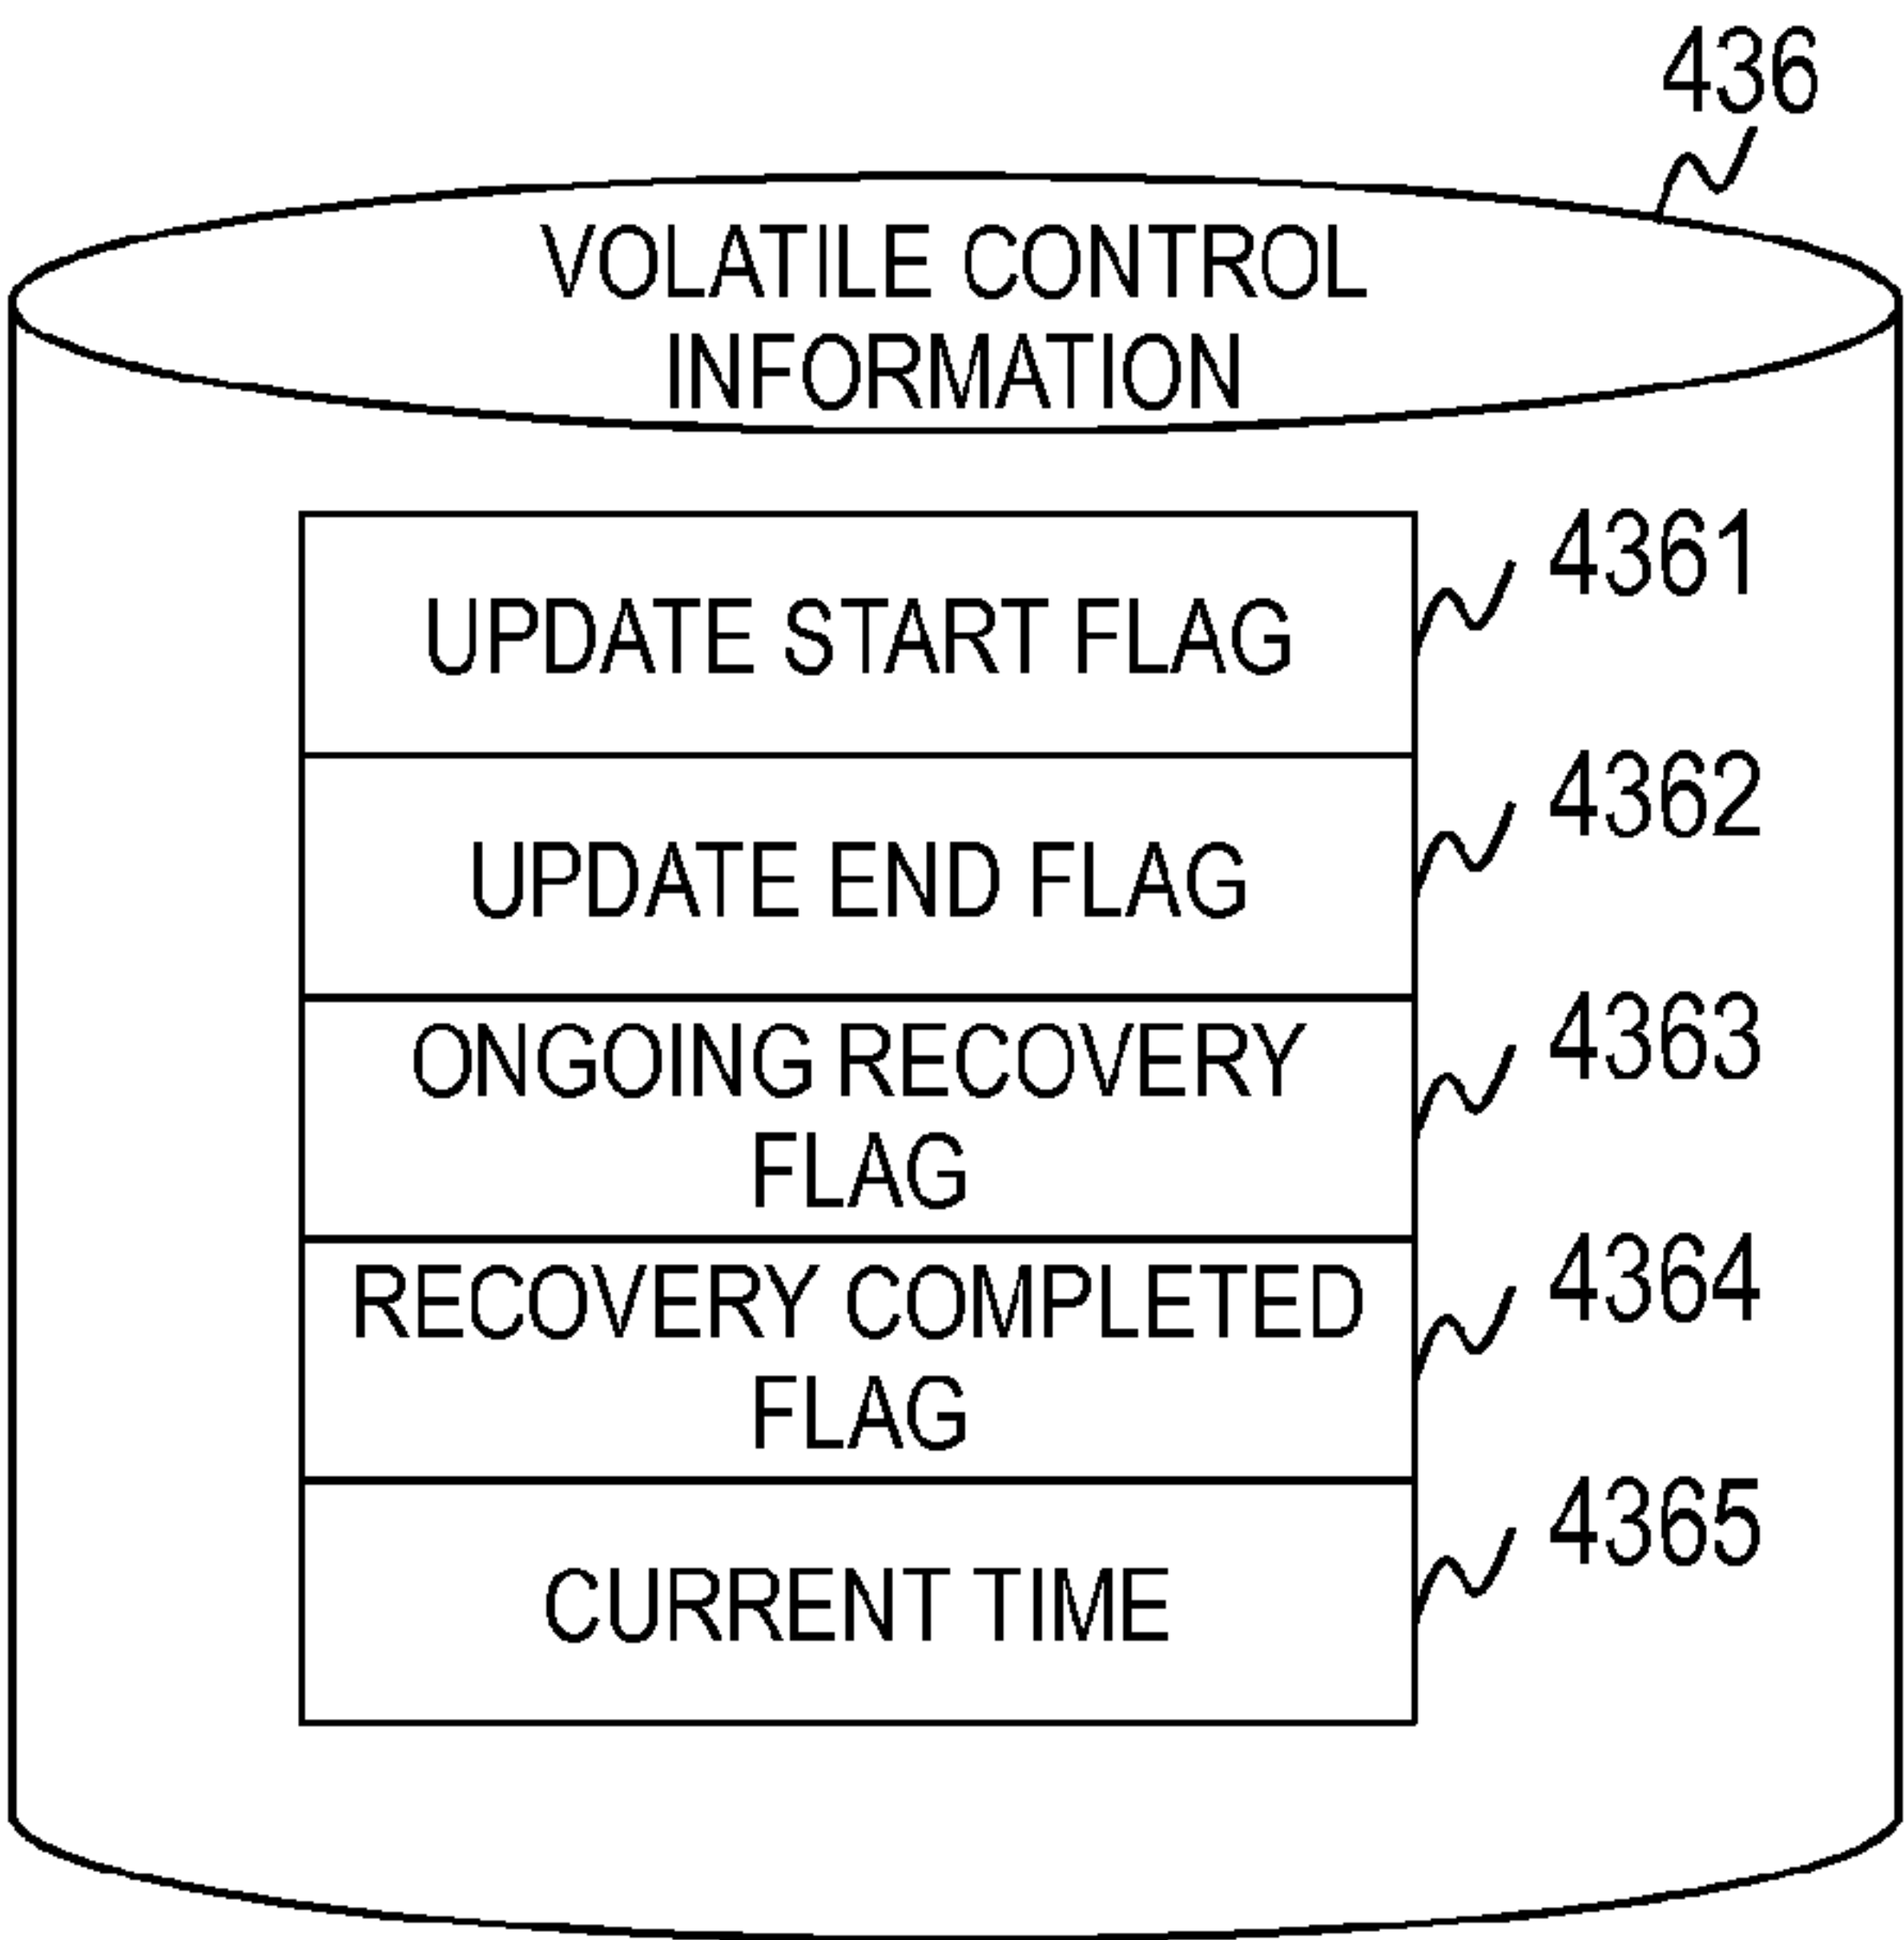 436
VOLATILE CONTROL
INFORMATION
UPDATE START FLAG
4361
UPDATE END FLAG
4362
ONGOING RECOVERY
FLAG
4363
RECOVERY COMPLETED
FLAG
4364
CURRENT TIME
4365